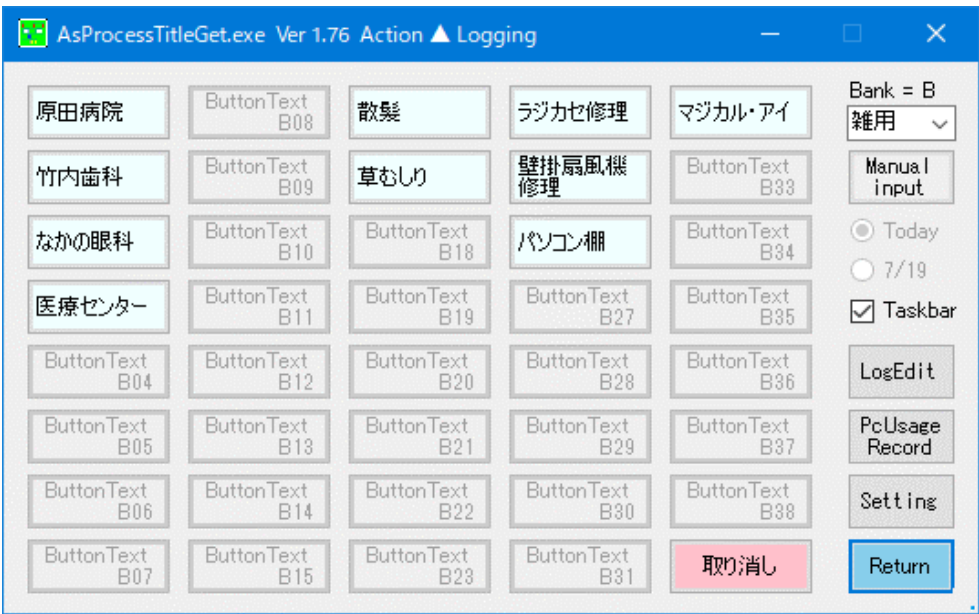 AsProcessTitleGet.exe Ver 1.76 Action ▲ Logging
原田病院
ButtonText
B08
散髪
ラジカセ修理
マジカル・アイ
Bank = B
雑用
竹内歯科
ButtonText
B09
草むしり
壁掛扇風機
修理
ButtonText
B33
Manual
input
なかの眼科
ButtonText
B10
ButtonText
B18
パソコン棚
ButtonText
B34
Today
7/19
医療センター
ButtonText
B11
ButtonText
B19
ButtonText
B27
ButtonText
B35
Taskbar
ButtonText
B04
ButtonText
B12
ButtonText
B20
ButtonText
B28
ButtonText
B36
LogEdit
ButtonText
B05
ButtonText
B13
ButtonText
B21
ButtonText
B29
ButtonText
B37
PcUsage
Record
ButtonText
B06
ButtonText
B14
ButtonText
B22
ButtonText
B30
ButtonText
B38
Setting
ButtonText
B07
ButtonText
B15
ButtonText
B23
ButtonText
B31
取り消し
Return